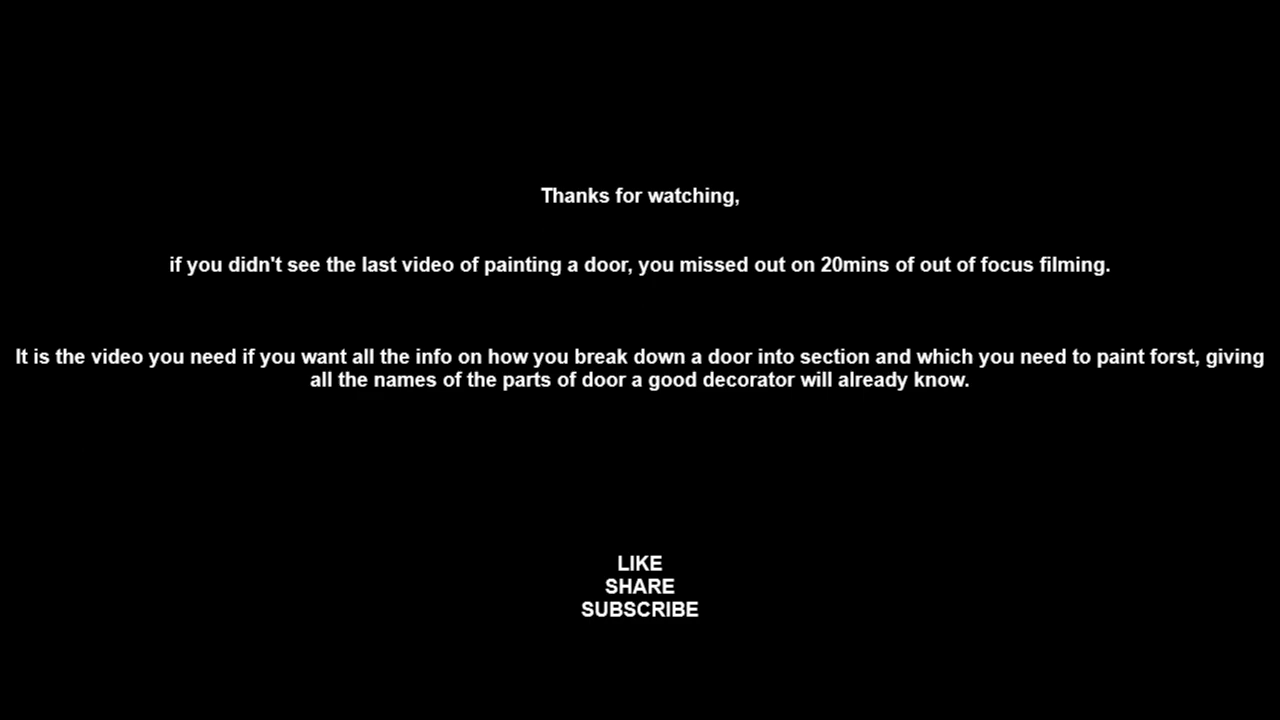 Thanks for watching,
if you didn't see the last video of painting a door, you missed out on 20mins of out of focus filming.
It is the video you need if you want all the info on how you break down a door into section and which you need to paint forst, giving
all the names of the parts of door a good decorator will already know.
LIKE
SHARE
SUBSCRIBE